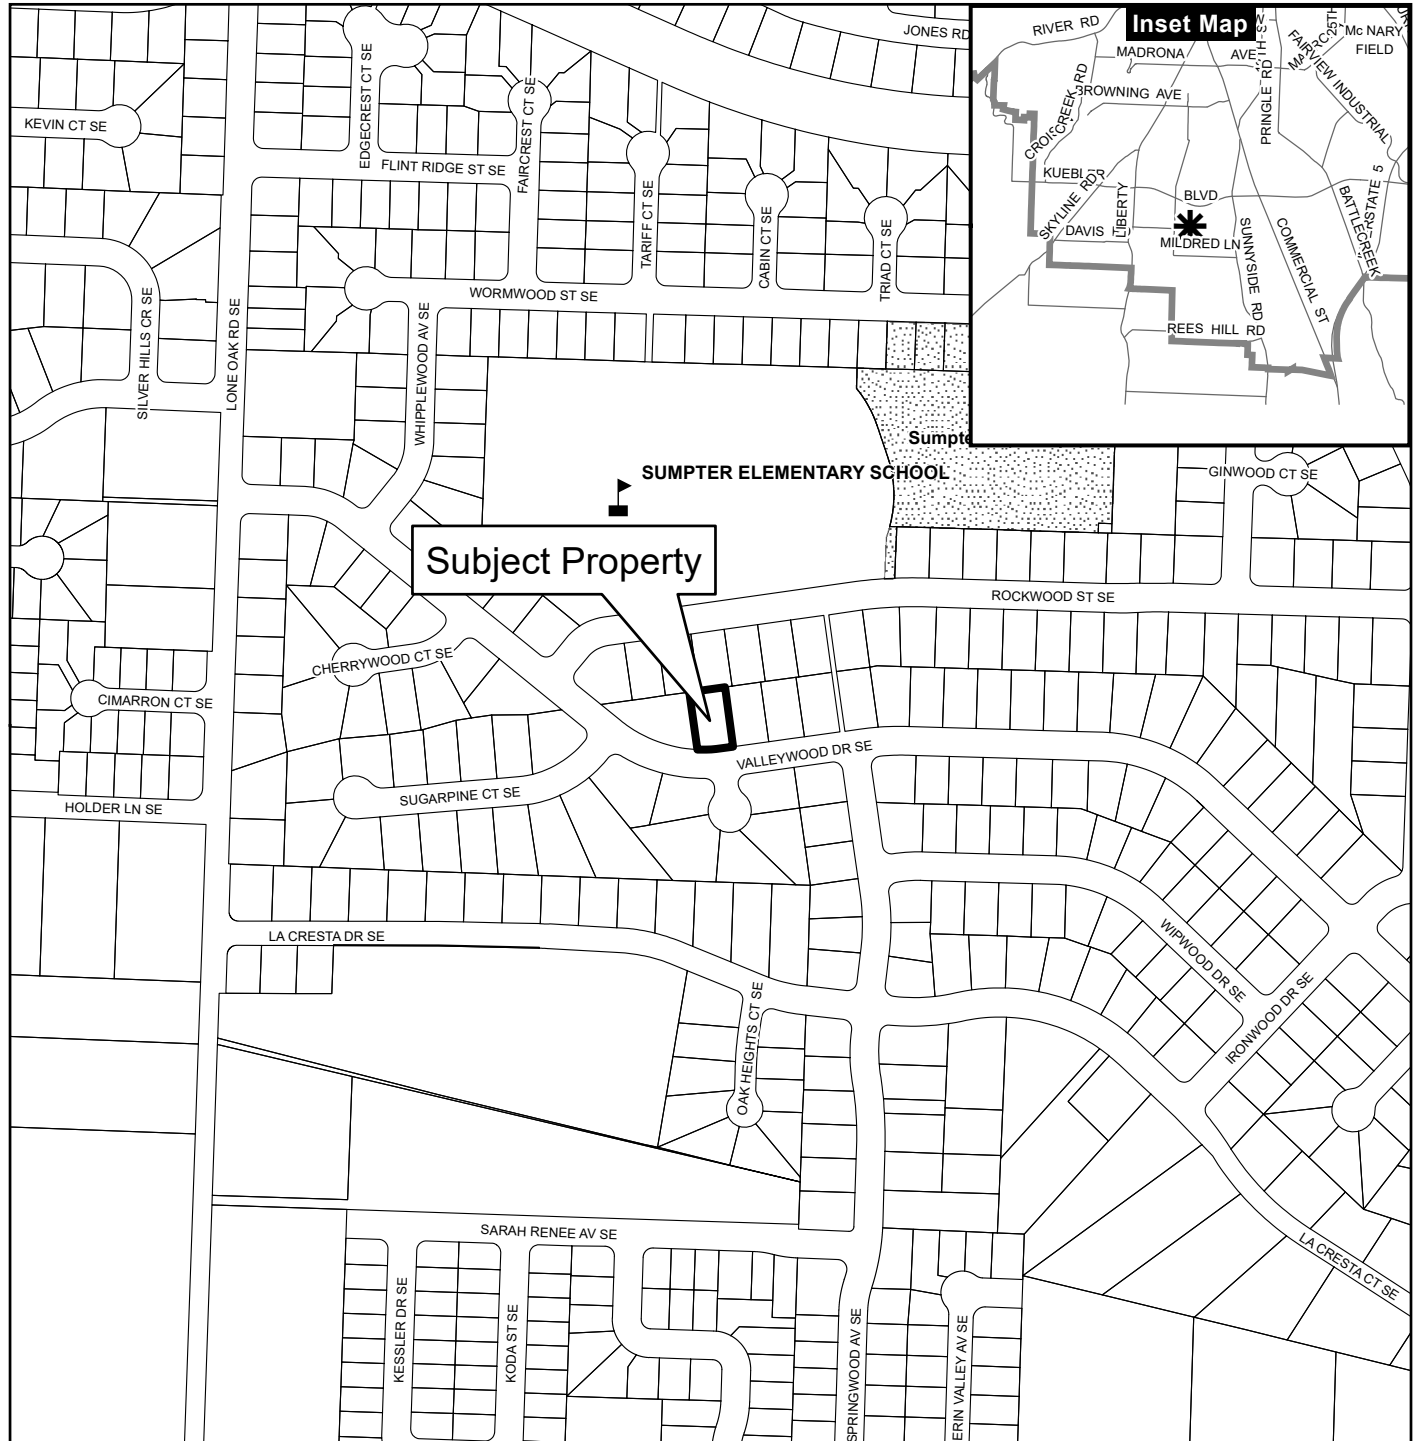 JONES RD
Inset Map
RIVER RD
MADRONA AVE
BROWNING AVE
CREEK RD
PRINGLE RD
25TH
Mc NARY
FIELD
FAIRVIEW INDUSTRIAL
SKYLINE RD
BLVD
LIBERTY
DAVIS
MILDRED LN
SUNNYSIDE RD
COMMERCIAL ST
BATTLECREEK
REES HILL RD
EDGECREST CT SE
FAIRCREST CT SE
KEVIN CT SE
FLINT RIDGE ST SE
TARIFF CT SE
CABIN CT SE
TRIAD CT SE
WORMWOOD ST SE
SILVER HILLS CR SE
LONE OAK RD SE
WHIPPLEWOOD AV SE
SUMPTER ELEMENTARY SCHOOL
GINWOOD CT SE
Subject Property
ROCKWOOD ST SE
CHERRYWOOD CT SE
CIMARRON CT SE
VALLEYWOOD DR SE
SUGARPINE CT SE
HOLDER LN SE
LA CRESTA DR SE
WIPWOOD DR SE
IRONWOOD DR SE
OAK HEIGHTS CT SE
SARAH RENEE AV SE
LA CRESTA CT SE
KESSLER DR SE
KODA ST SE
SPRINGWOOD AV SE
ERIN VALLEY AV SE